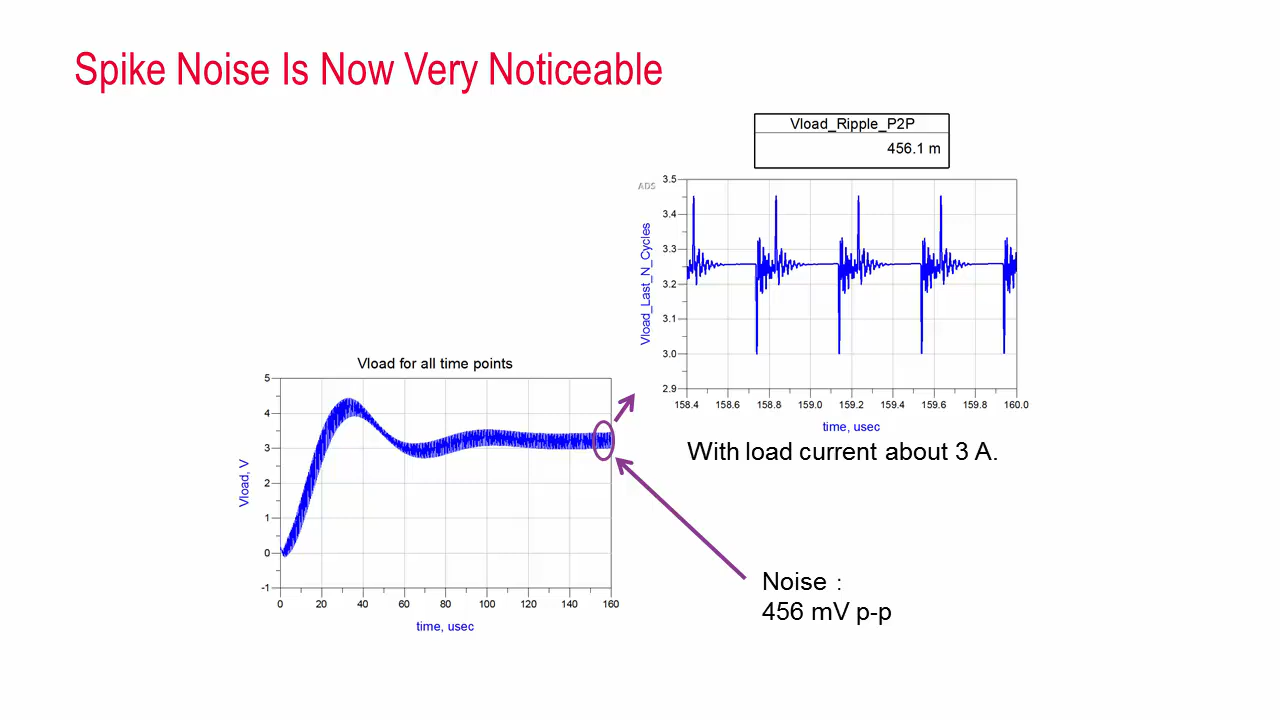 Spike Noise Is Now Very Noticeable
Vload_Ripple_P2P
456.1 m
ADS
Vload_Last_N_Cycles
3.5
3.4
3.3
3.2
3.1
3.0
2.9
158.4 158.6 158.8 159.0 159.2 159.4 159.6 159.8 160.0
time, usec
With load current about 3 A.
Vload for all time points
Vload, V
5
4
3
2
1
0
-1
0 20 40 60 80 100 120 140 160
time, usec
Noise：
456 mV p-p